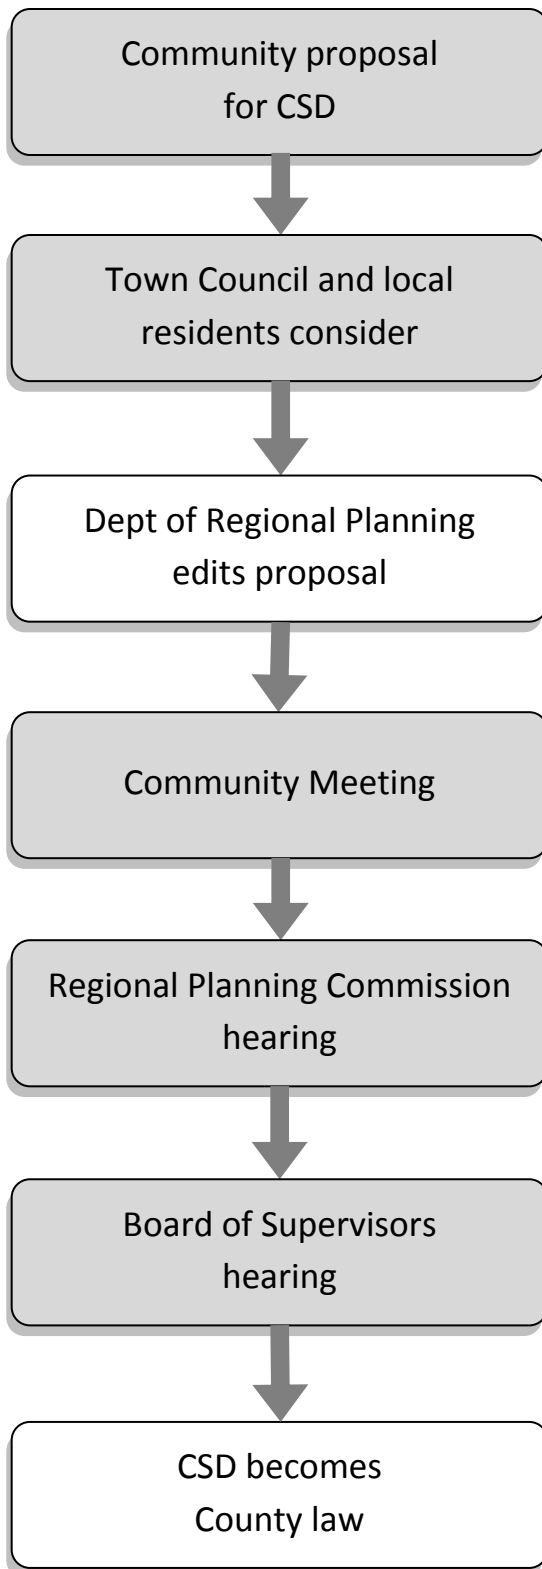 Community proposal
for CSD
Town Council and local
residents consider
Dept of Regional Planning
edits proposal
Community Meeting
Regional Planning Commission
hearing
Board of Supervisors
hearing
CSD becomes
County law